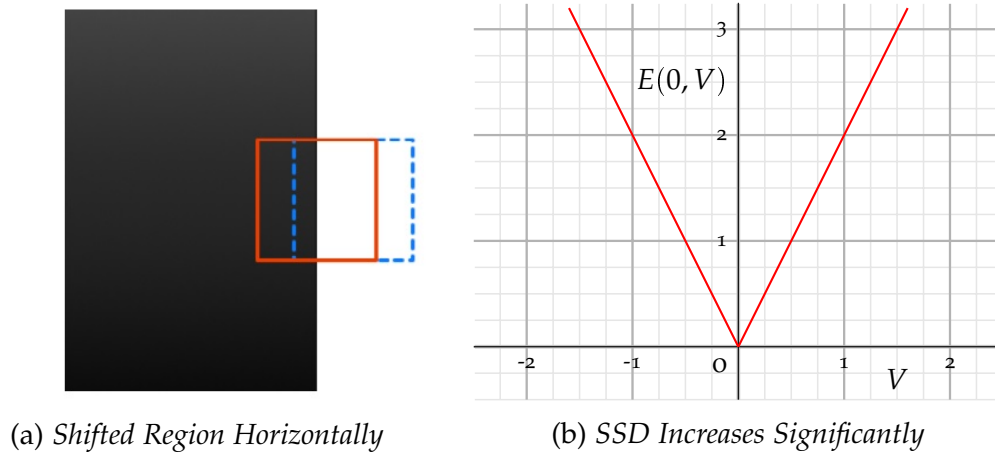 3
E(0, V)
2
1
-2 -1 0 1 2
V
(a) Shifted Region Horizontally
(b) SSD Increases Significantly